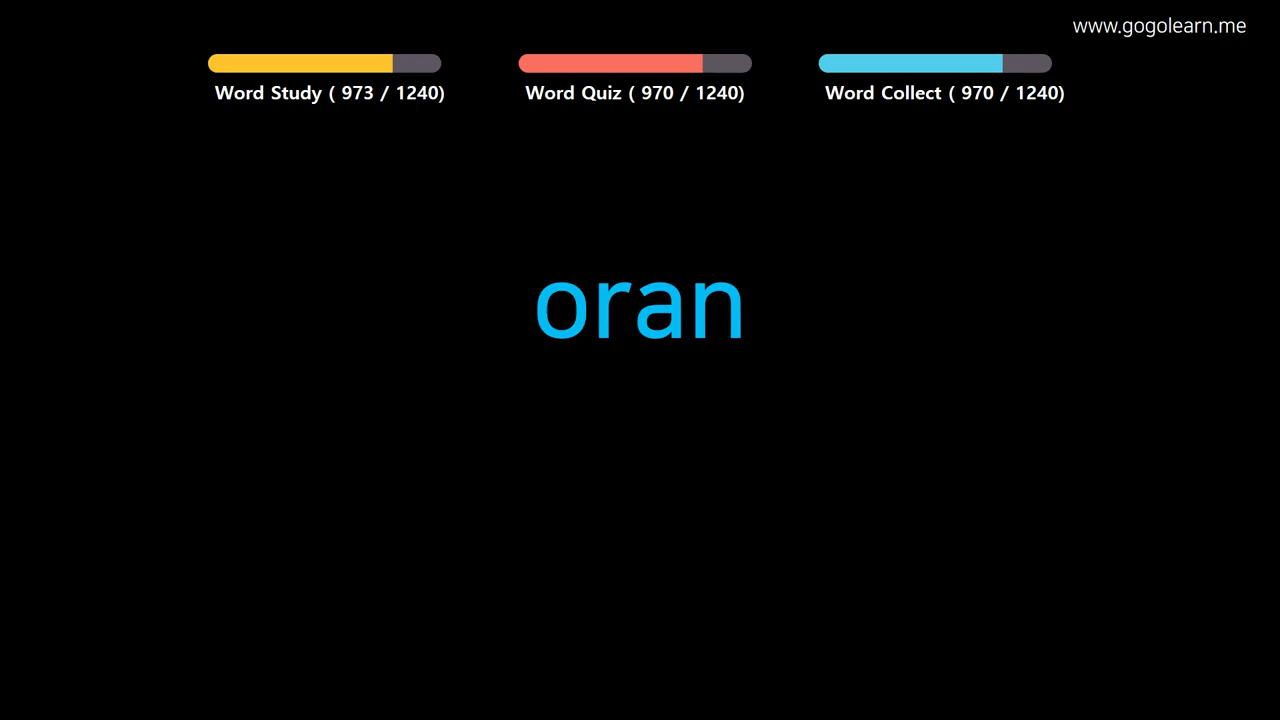 www.gogolearn.me
Word Study ( 973 / 1240)
Word Quiz ( 970 / 1240)
Word Collect ( 970 / 1240)
oran